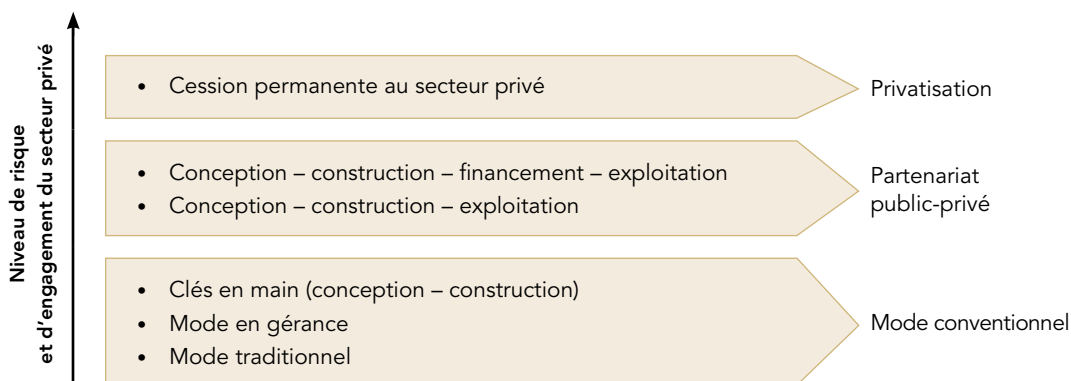 Niveau de risque
et d’engagement du secteur privé
• Cession permanente au secteur privé
Privatisation
• Conception – construction – financement – exploitation
• Conception – construction – exploitation
Partenariat
public-privé
• Clés en main (conception – construction)
• Mode en gérance
• Mode traditionnel
Mode conventionnel